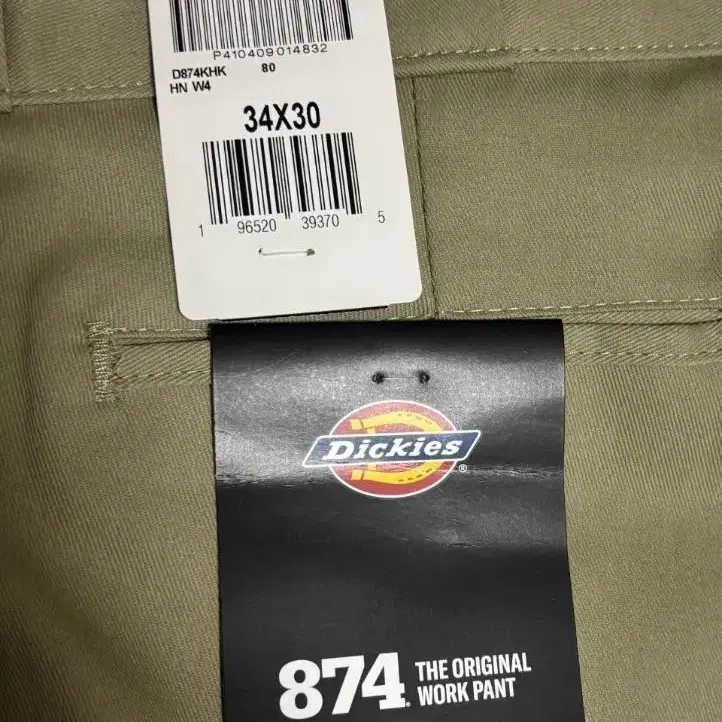 P410409014832
D874KHK 80
HN W4
34X30
1 96520 39370 5
Dickies®
874® THE ORIGINAL
WORK PANT